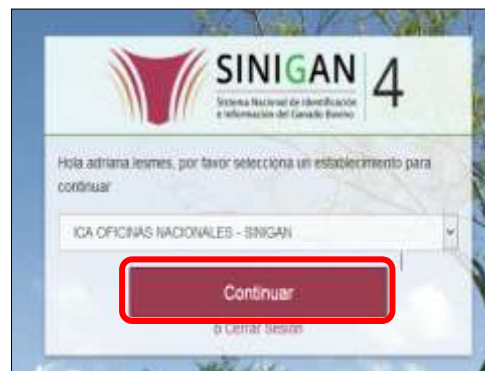 SINIGAN 4
Sistema Nacional de Identificación
e Información del Ganado Bovino
Hola adriana.lesmes, por favor selecciona un establecimiento para
continuar
ICA OFICINAS NACIONALES - SINIGAN
Continuar
o Cerrar Sesión